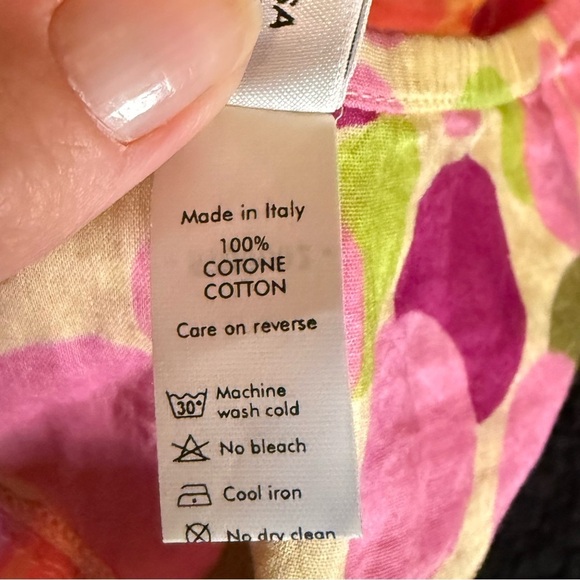 SA
Made in Italy
100%
COTONE
COTTON
Care on reverse
30° Machine
wash cold
No bleach
Cool iron
No dry clean